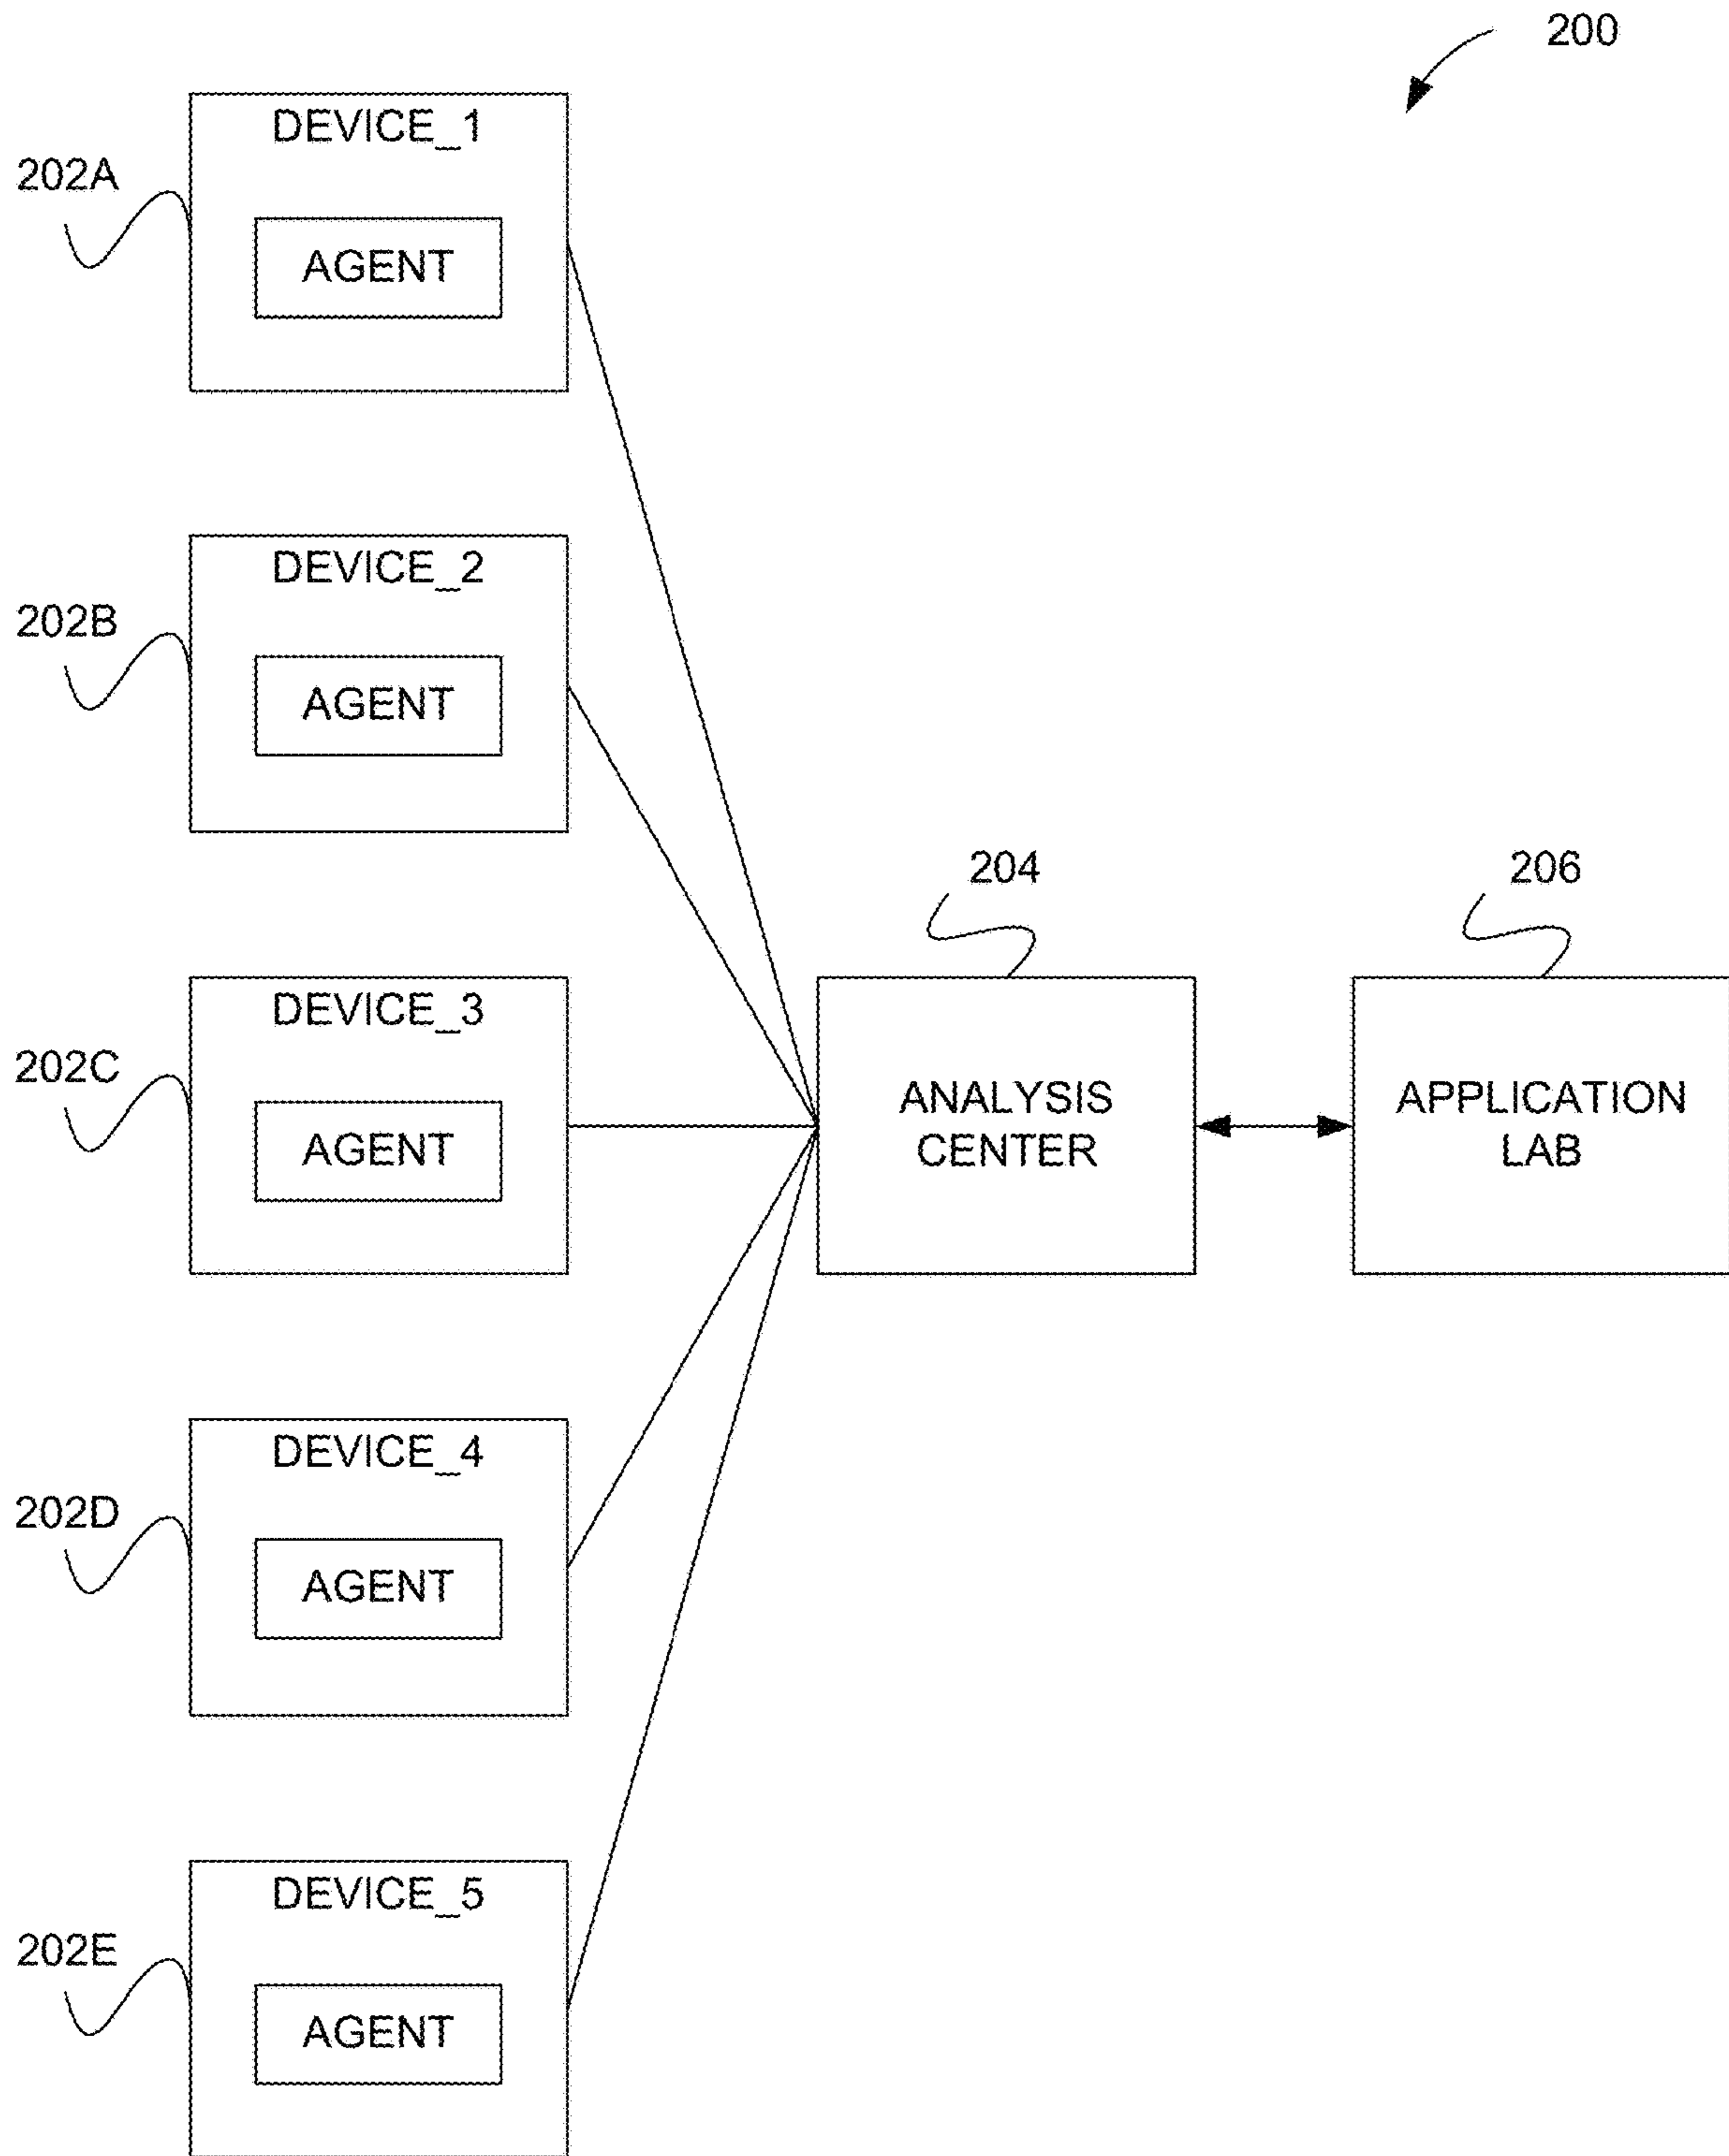 200
DEVICE_1
202A
AGENT
DEVICE_2
202B
AGENT
204
206
DEVICE_3
202C
AGENT
ANALYSIS
CENTER
APPLICATION
LAB
DEVICE_4
202D
AGENT
DEVICE_5
202E
AGENT